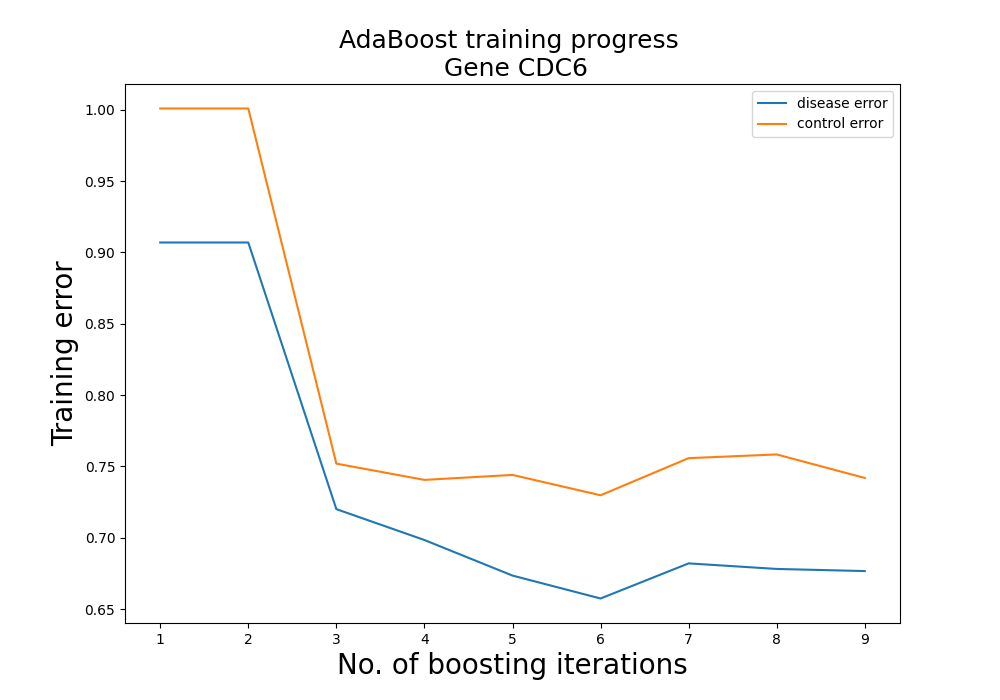 AdaBoost training progress
Gene CDC6
disease error
control error
Training error
1.00
0.95
0.90
0.85
0.80
0.75
0.70
0.65
1 2 3 4 5 6 7 8 9
No. of boosting iterations